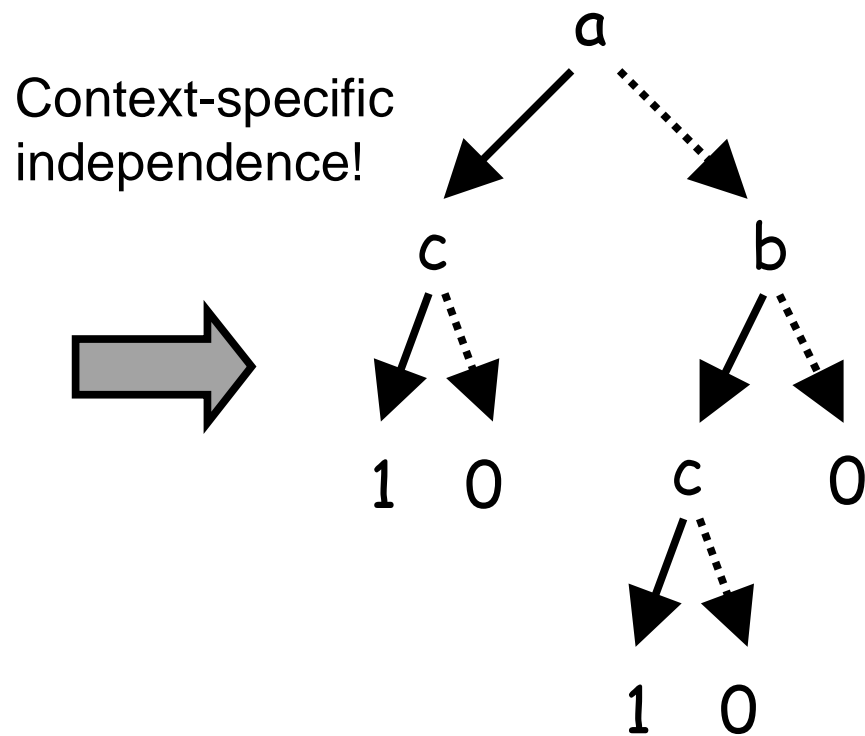 a
Context-specific
independence!
c b
1 0 c 0
1 0